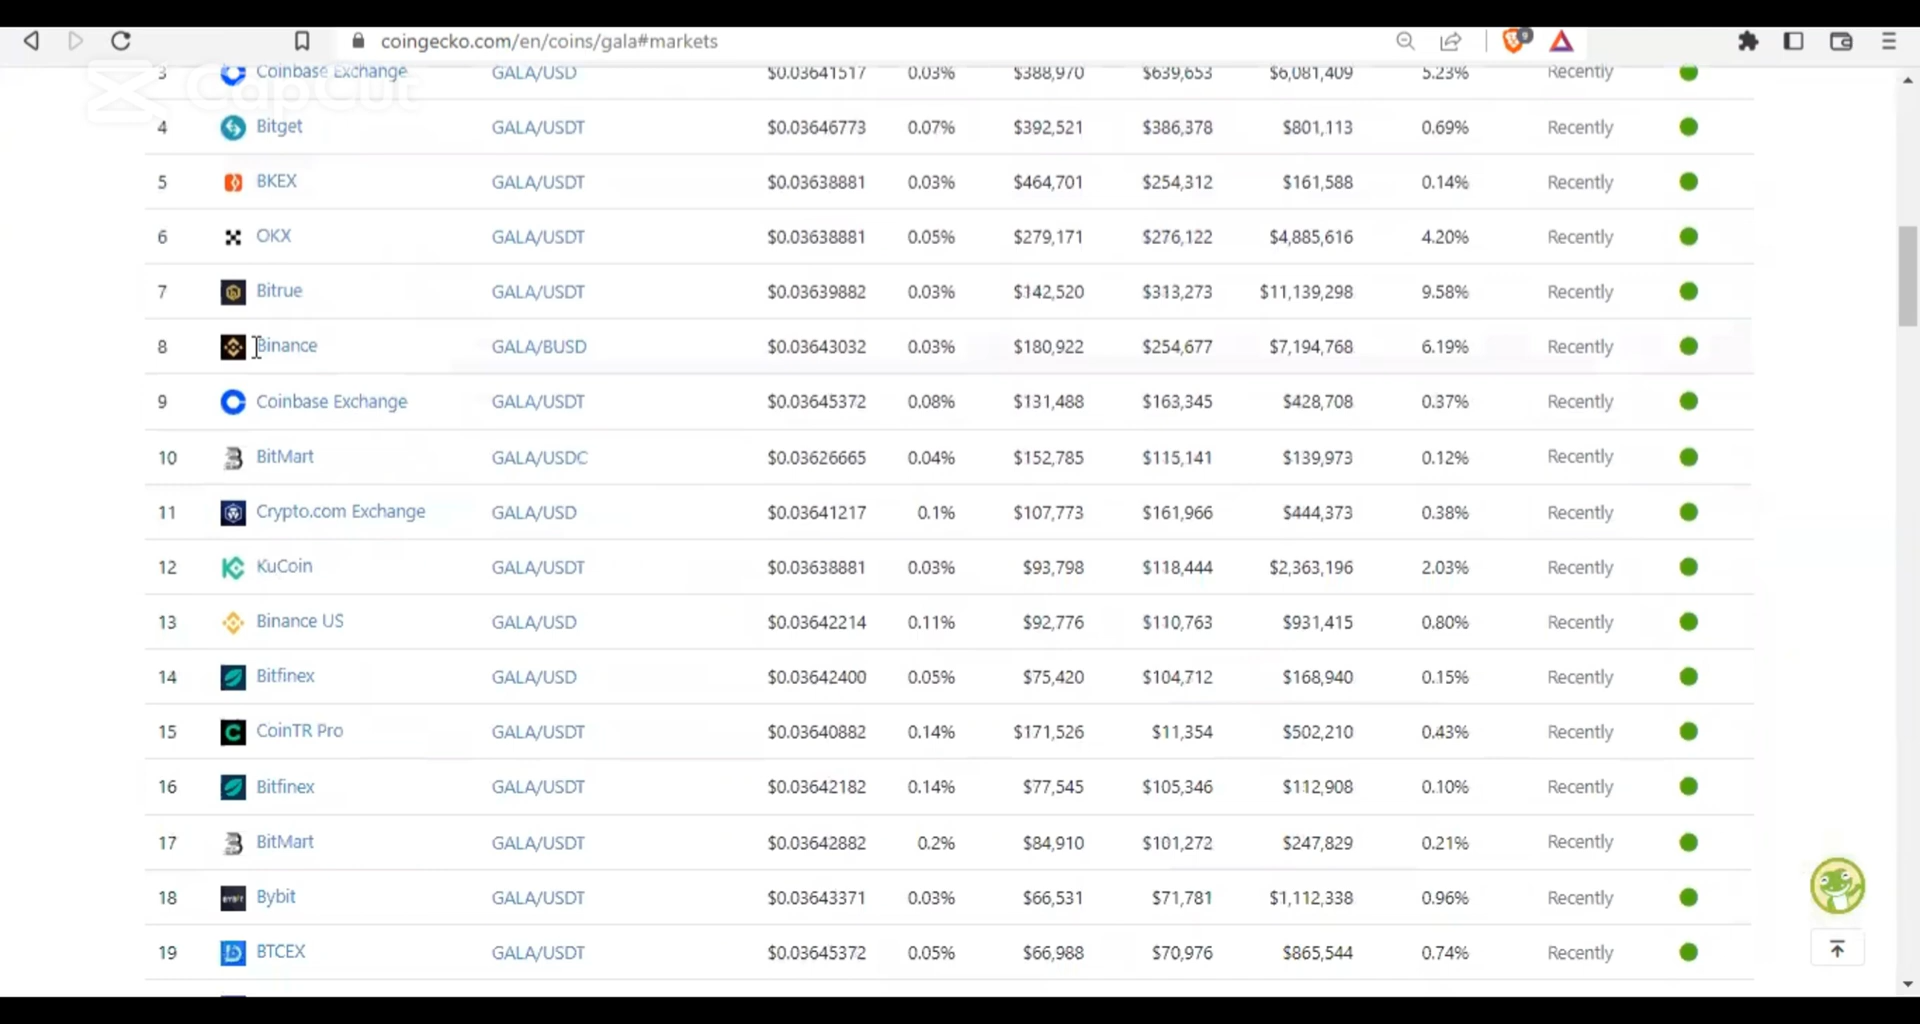 coingecko.com/en/coins/gala#markets
9
CapCut
3 Coinbase Exchange GALA/USD $0.03641517 0.03% $388,970 $639,653 $6,081,409 5.23% Recently
4 Bitget GALA/USDT $0.03646773 0.07% $392,521 $386,378 $801,113 0.69% Recently
5 BKEX GALA/USDT $0.03638881 0.03% $464,701 $254,312 $161,588 0.14% Recently
6 OKX GALA/USDT $0.03638881 0.05% $279,171 $276,122 $4,885,616 4.20% Recently
7 Bitrue GALA/USDT $0.03639882 0.03% $142,520 $313,273 $11,139,298 9.58% Recently
8 Binance GALA/BUSD $0.03643032 0.03% $180,922 $254,677 $7,194,768 6.19% Recently
9 Coinbase Exchange GALA/USDT $0.03645372 0.08% $131,488 $163,345 $428,708 0.37% Recently
10 BitMart GALA/USDC $0.03626665 0.04% $152,785 $115,141 $139,973 0.12% Recently
11 Crypto.com Exchange GALA/USD $0.03641217 0.1% $107,773 $161,966 $444,373 0.38% Recently
12 KuCoin GALA/USDT $0.03638881 0.03% $93,798 $118,444 $2,363,196 2.03% Recently
13 Binance US GALA/USD $0.03642214 0.11% $92,776 $110,763 $931,415 0.80% Recently
14 Bitfinex GALA/USD $0.03642400 0.05% $75,420 $104,712 $168,940 0.15% Recently
15 CoinTR Pro GALA/USDT $0.03640882 0.14% $171,526 $11,354 $502,210 0.43% Recently
16 Bitfinex GALA/USDT $0.03642182 0.14% $77,545 $105,346 $112,908 0.10% Recently
17 BitMart GALA/USDT $0.03642882 0.2% $84,910 $101,272 $247,829 0.21% Recently
18 BYBIT Bybit GALA/USDT $0.03643371 0.03% $66,531 $71,781 $1,112,338 0.96% Recently
19 BTCEX GALA/USDT $0.03645372 0.05% $66,988 $70,976 $865,544 0.74% Recently